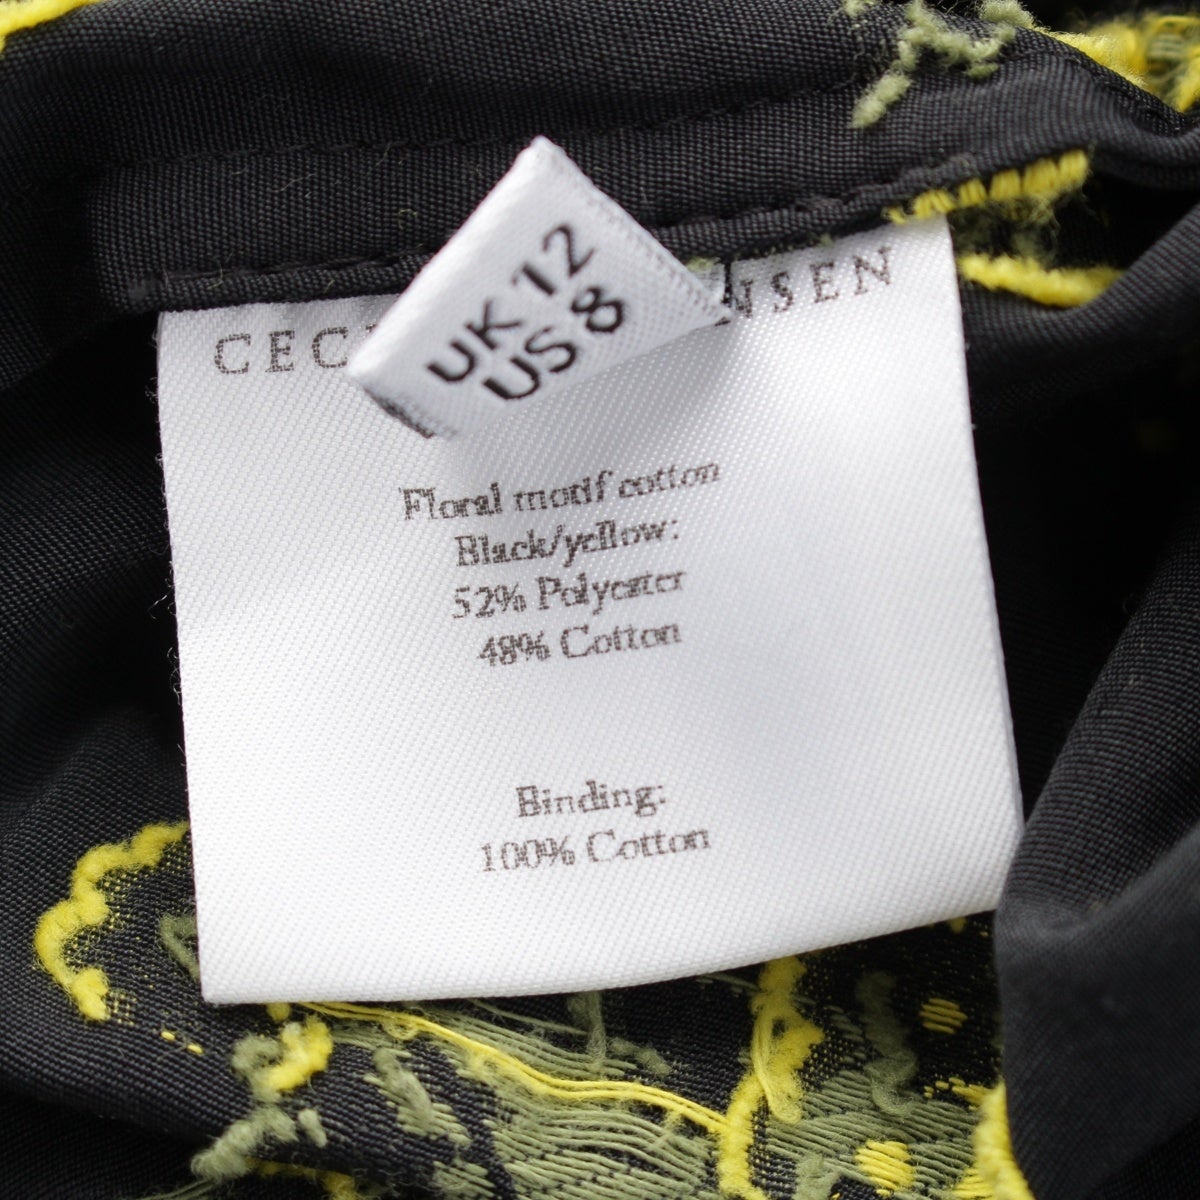 UK 12
US 8
CEC NSEN
Floral motif cotton
Black/yellow:
52% Polyester
48% Cotton
Binding:
100% Cotton